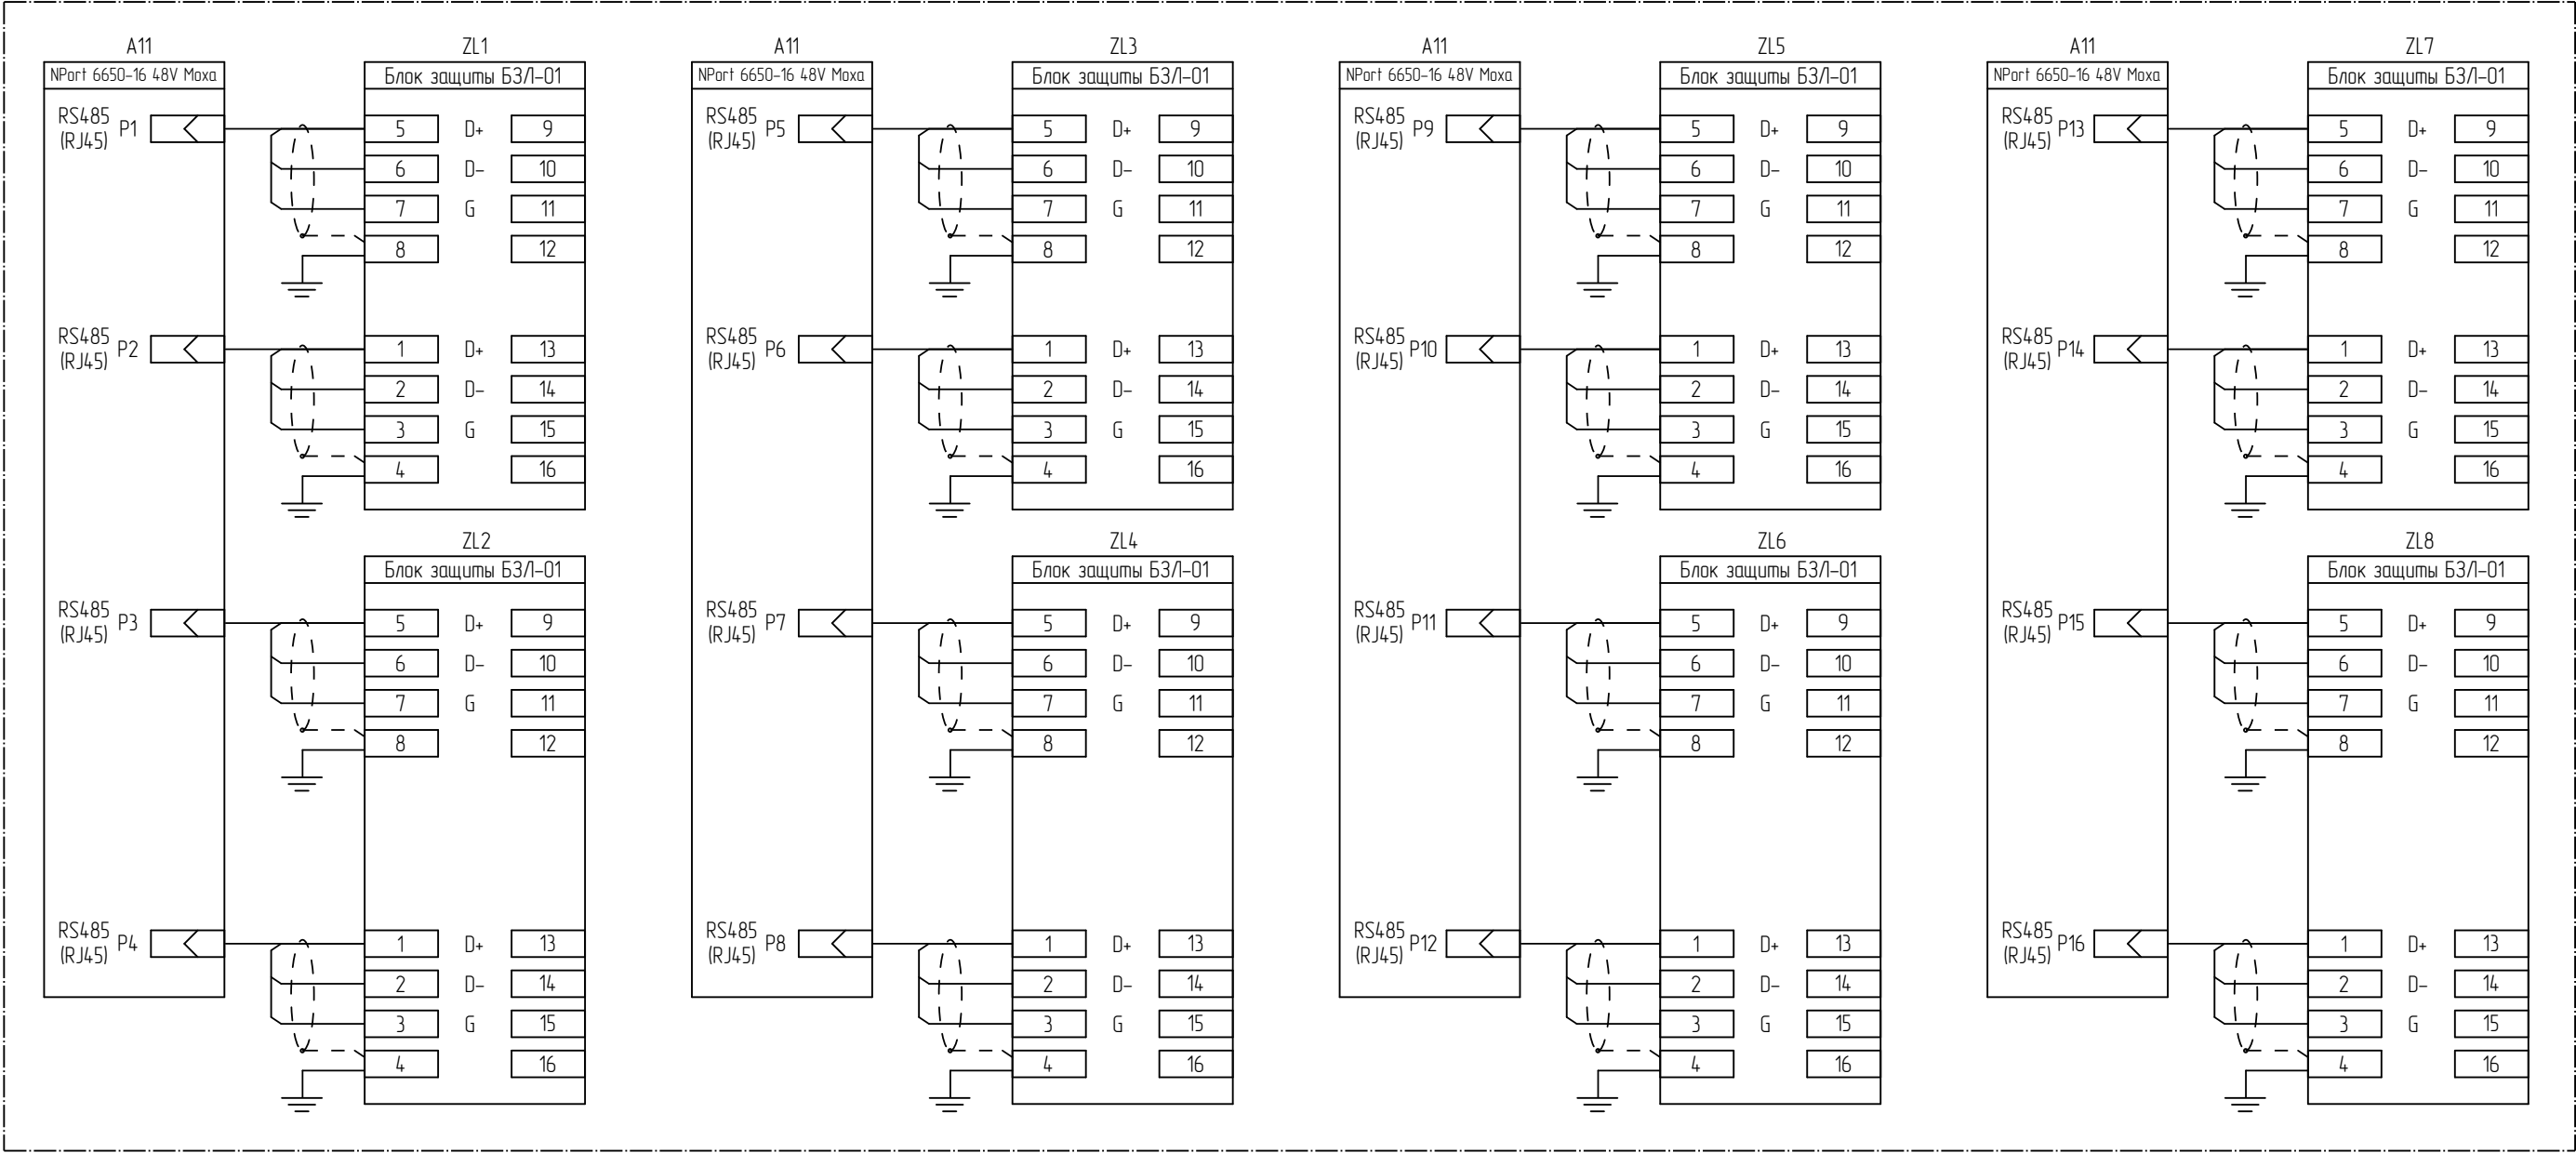 A11
NPort 6650-16 48V Moxa
RS485
(RJ45) P1
RS485
(RJ45) P2
RS485
(RJ45) P3
RS485
(RJ45) P4
ZL1
Блок защиты БЗЛ-01
5 D+ 9
6 D- 10
7 G 11
8 12
1 D+ 13
2 D- 14
3 G 15
4 16
ZL2
Блок защиты БЗЛ-01
5 D+ 9
6 D- 10
7 G 11
8 12
1 D+ 13
2 D- 14
3 G 15
4 16
A11
NPort 6650-16 48V Moxa
RS485
(RJ45) P5
RS485
(RJ45) P6
RS485
(RJ45) P7
RS485
(RJ45) P8
ZL3
Блок защиты БЗЛ-01
5 D+ 9
6 D- 10
7 G 11
8 12
1 D+ 13
2 D- 14
3 G 15
4 16
ZL4
Блок защиты БЗЛ-01
5 D+ 9
6 D- 10
7 G 11
8 12
1 D+ 13
2 D- 14
3 G 15
4 16
A11
NPort 6650-16 48V Moxa
RS485
(RJ45) P9
RS485
(RJ45) P10
RS485
(RJ45) P11
RS485
(RJ45) P12
ZL5
Блок защиты БЗЛ-01
5 D+ 9
6 D- 10
7 G 11
8 12
1 D+ 13
2 D- 14
3 G 15
4 16
ZL6
Блок защиты БЗЛ-01
5 D+ 9
6 D- 10
7 G 11
8 12
1 D+ 13
2 D- 14
3 G 15
4 16
A11
NPort 6650-16 48V Moxa
RS485
(RJ45) P13
RS485
(RJ45) P14
RS485
(RJ45) P15
RS485
(RJ45) P16
ZL7
Блок защиты БЗЛ-01
5 D+ 9
6 D- 10
7 G 11
8 12
1 D+ 13
2 D- 14
3 G 15
4 16
ZL8
Блок защиты БЗЛ-01
5 D+ 9
6 D- 10
7 G 11
8 12
1 D+ 13
2 D- 14
3 G 15
4 16